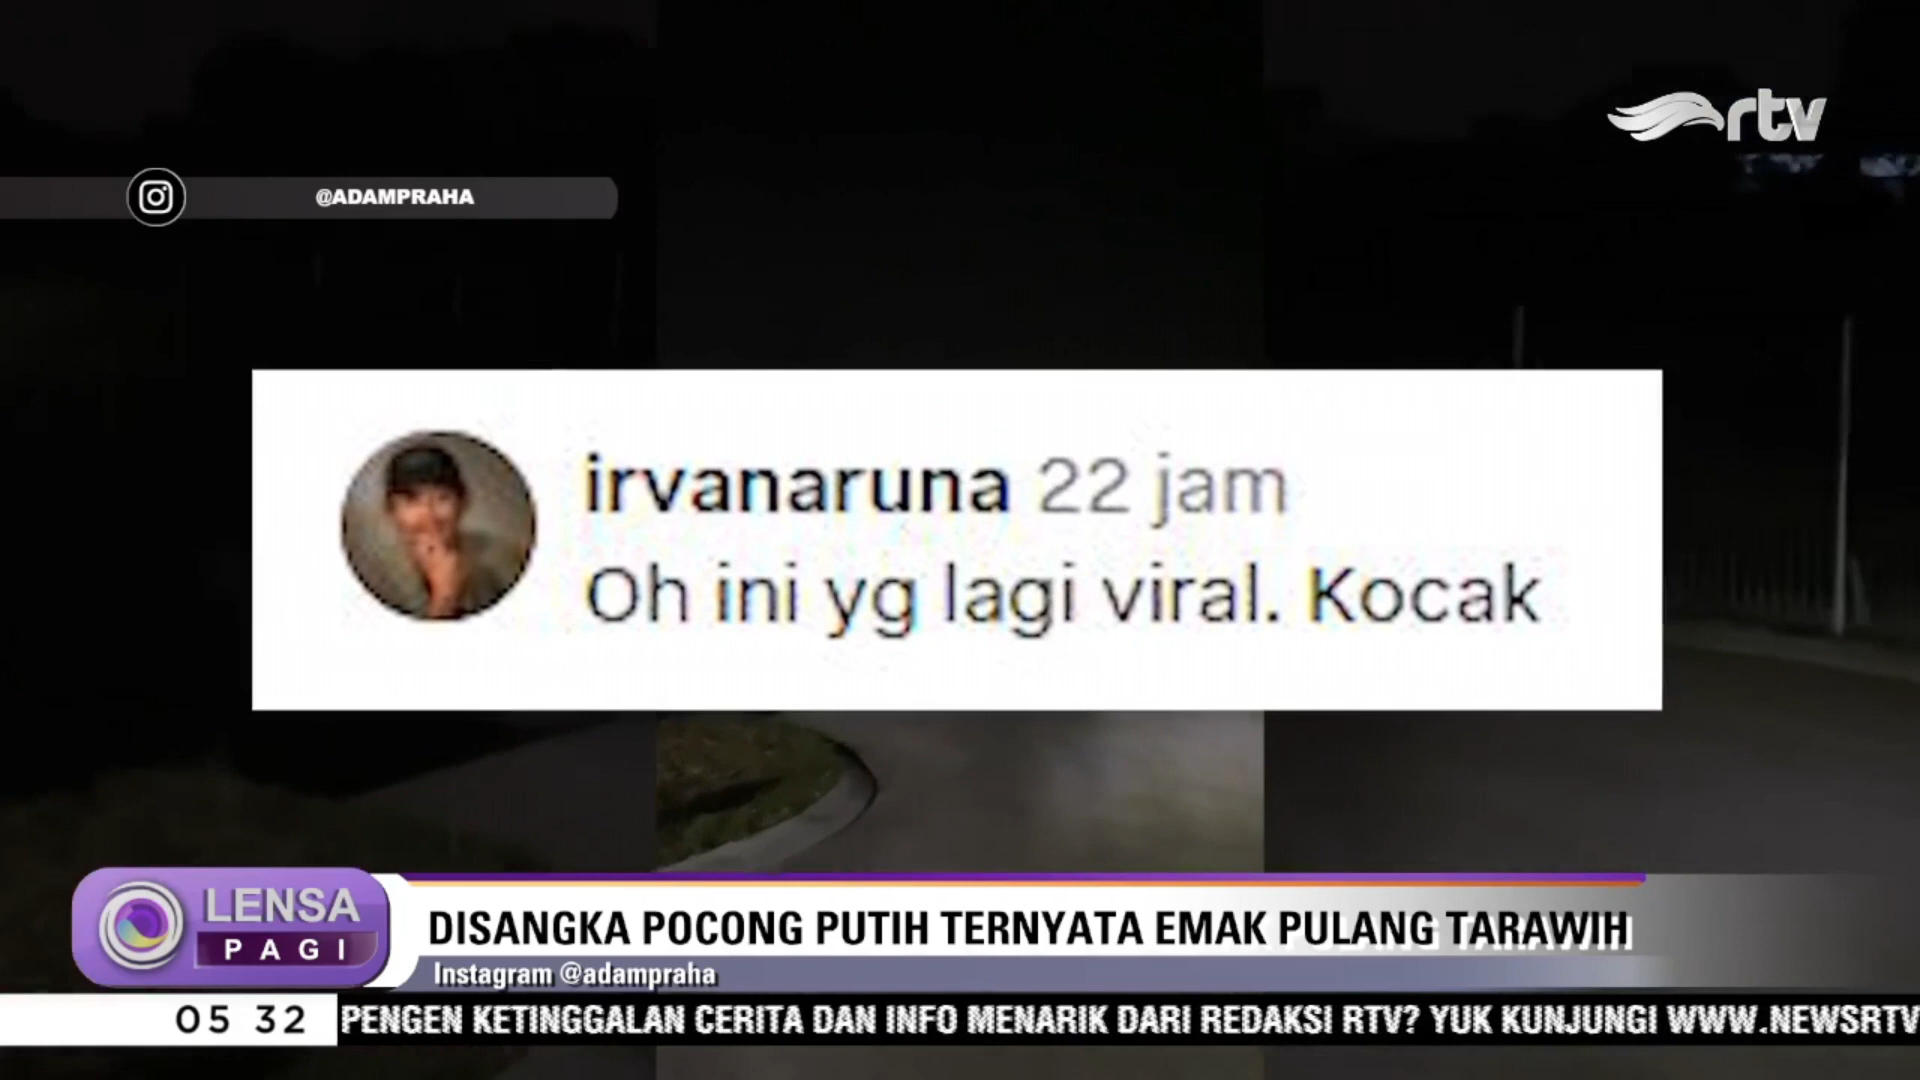 rtv
@ADAMPRAHA
irvanaruna 22 jam
Oh ini yg lagi viral. Kocak
LENSA
PAGI
DISANGKA POCONG PUTIH TERNYATA EMAK PULANG TARAWIH
Instagram @adampraha
05 32
PENGEN KETINGGALAN CERITA DAN INFO MENARIK DARI REDAKSI RTV? YUK KUNJUNGI WWW.NEWSRTV